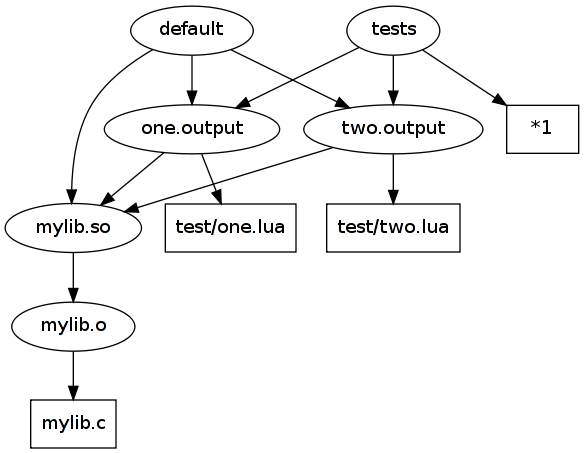 default
tests
one.output
two.output
*1
mylib.so
test/one.lua
test/two.lua
mylib.o
mylib.c